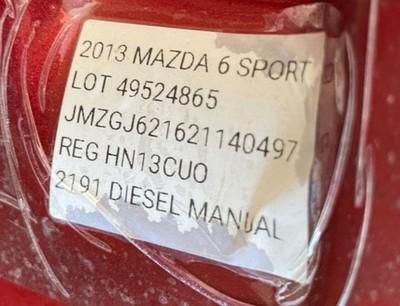 2013 MAZDA 6 SPORT
LOT 49524865
JMZGJ621621140497
REG HN13CUO
2191 DIESEL MANUAL